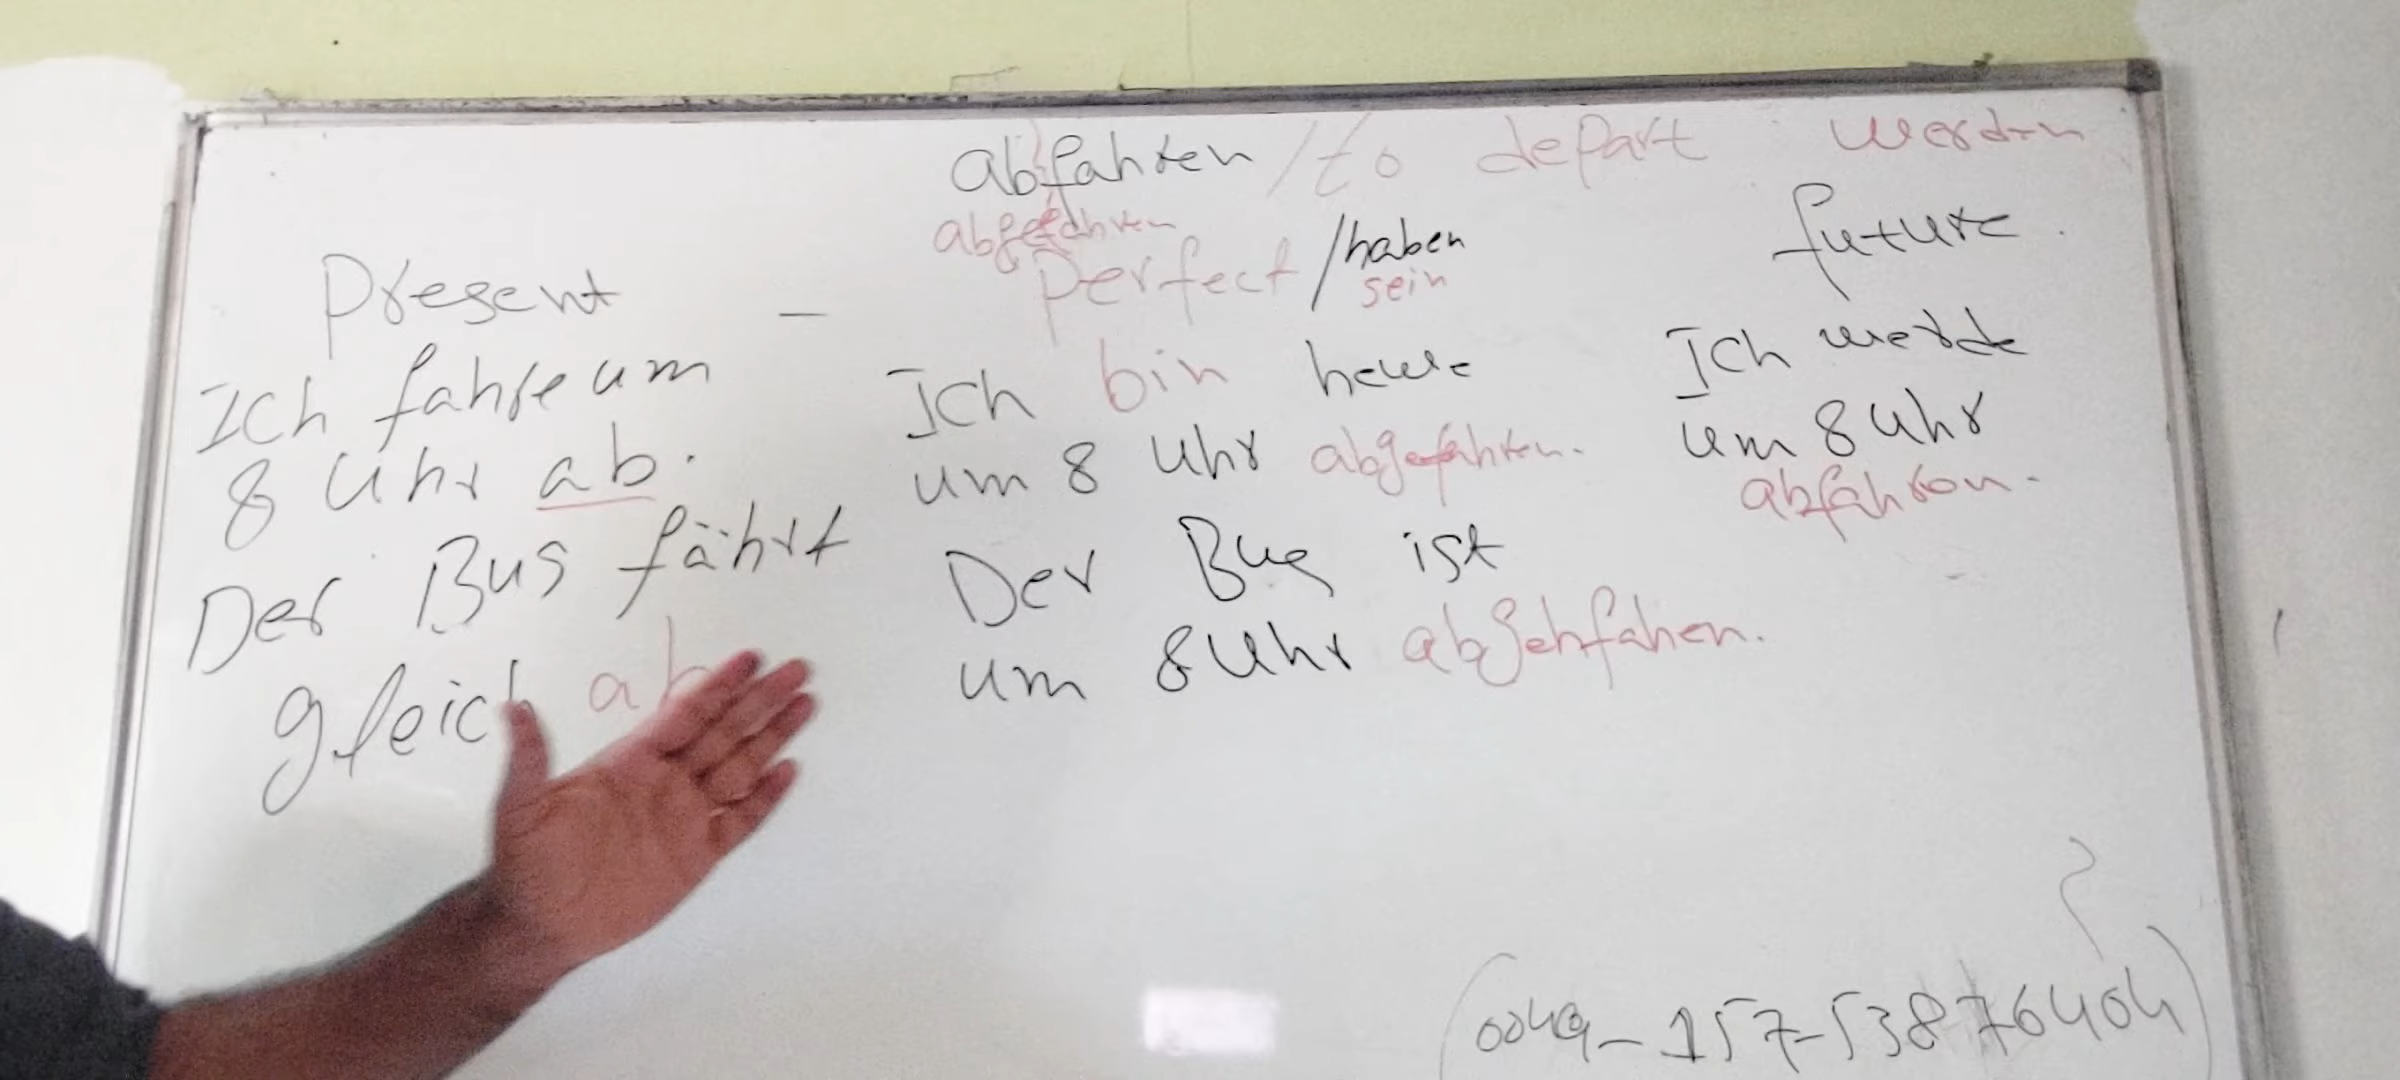 abfahren / to depart werden
abgefahren
Present - Perfect / haben
sein
future.
Ich fahre um
8 Uhr ab.
Der Bus fährt
gleich ab
Ich bin heute
um 8 Uhr abgefahren.
Der Bus ist
um 8 Uhr abgehfahen.
Ich werde
um 8 Uhr
abfahren.
(0049-157-53876404)